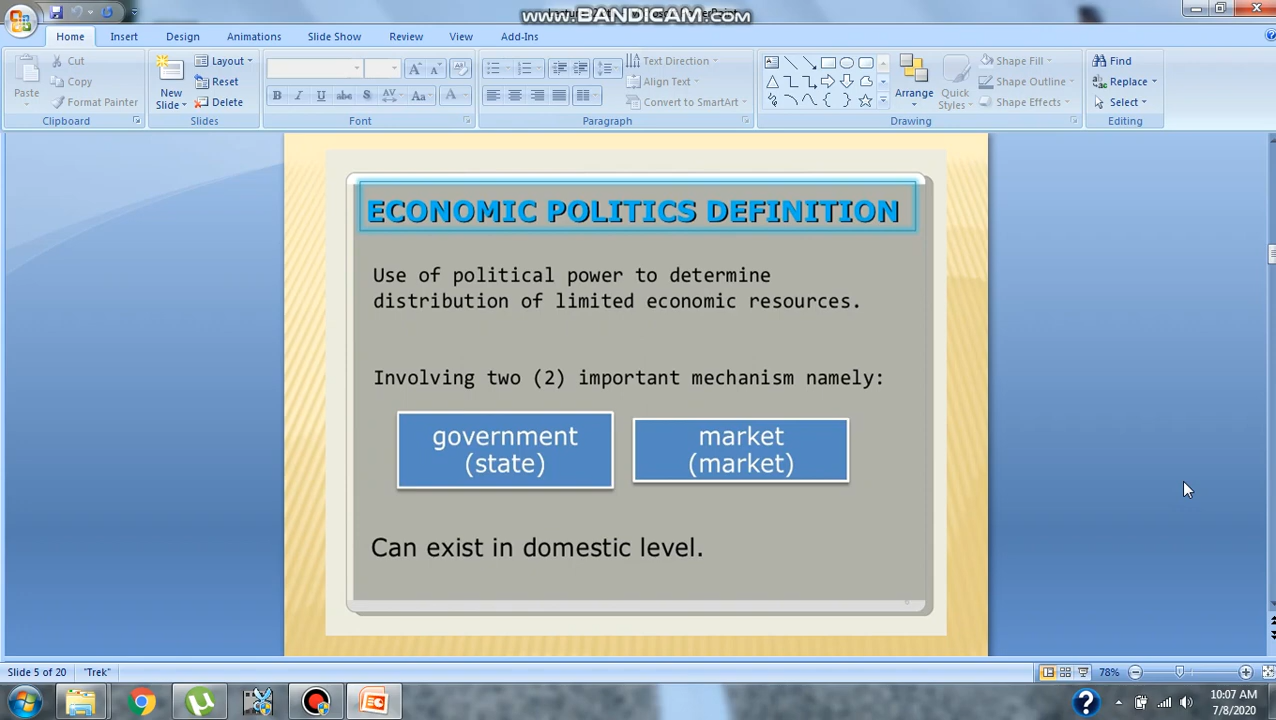 www.BANDICAM.com
Home Insert Design Animations Slide Show Review View Add-Ins
Paste
Cut
Copy
Format Painter
Clipboard
New Slide
Layout
Reset
Delete
Slides
B I U abc S AV Aa A
Font
Text Direction
Align Text
Convert to SmartArt
Paragraph
Arrange
Quick Styles
Shape Fill
Shape Outline
Shape Effects
Drawing
Find
Replace
Select
Editing
ECONOMIC POLITICS DEFINITION
Use of political power to determine
distribution of limited economic resources.
Involving two (2) important mechanism namely:
government
(state)
market
(market)
Can exist in domestic level.
Slide 5 of 20 "Trek" 78%
10:07 AM
7/8/2020